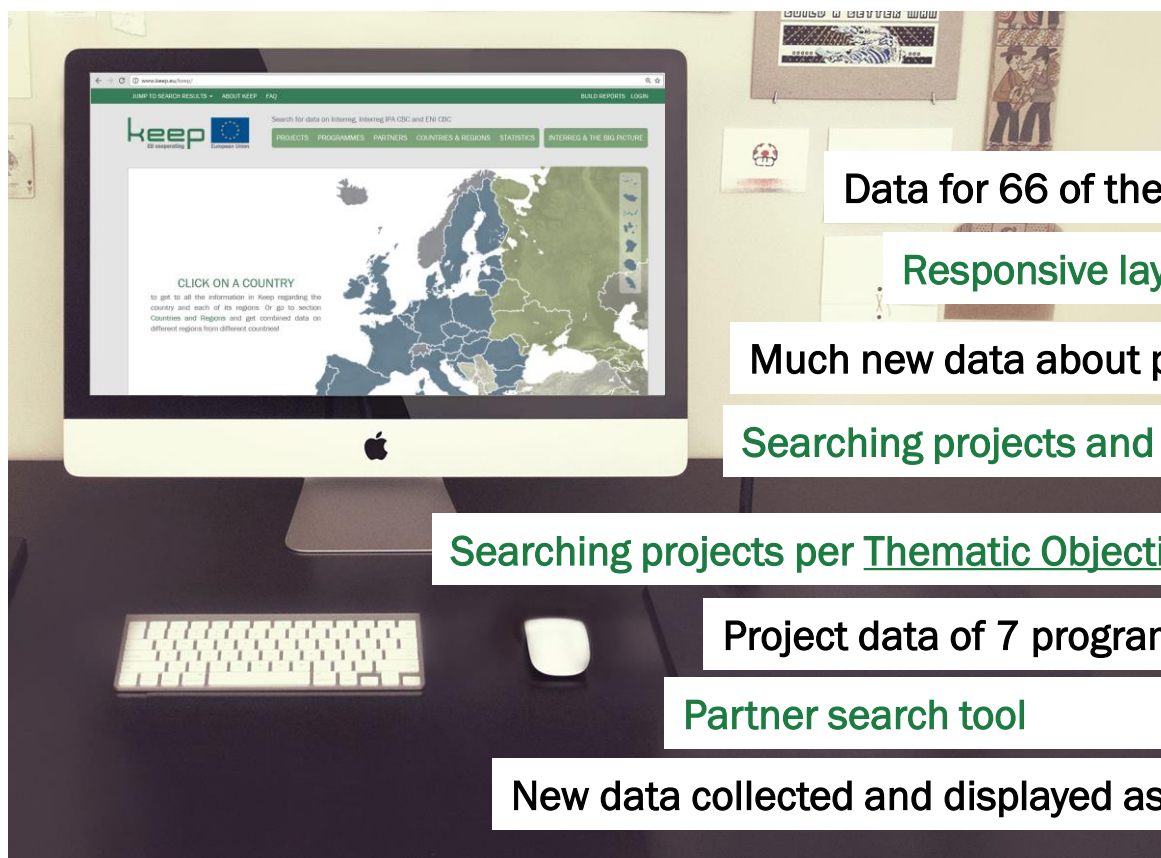 BUILD A BETTER MAN
www.keep.eu/keep/
JUMP TO SEARCH RESULTS ABOUT KEEP FAQ BUILD REPORTS LOGIN
Search for data on Interreg, Interreg IPA CBC and ENI CBC
keep
EU cooperating
European Union
PROJECTS PROGRAMMES PARTNERS COUNTRIES & REGIONS STATISTICS INTERREG & THE BIG PICTURE
CLICK ON A COUNTRY
to get to all the information in Keep regarding the
country and each of its regions. Or go to section
Countries and Regions and get combined data on
different regions from different countries!
Data for 66 of the
Responsive lay
Much new data about p
Searching projects and
Searching projects per Thematic Objecti
Project data of 7 program
Partner search tool
New data collected and displayed as